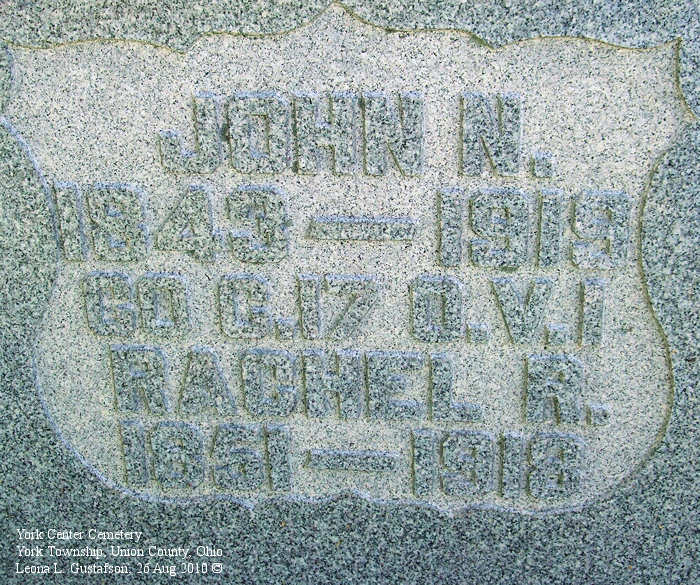 JOHN N.
1843 — 1919
CO C. 17 O.V.I.
RACHEL R.
1851 — 1918
York Center Cemetery
York Township, Union County, Ohio
Leona L. Gustafson, 26 Aug 2010 ©